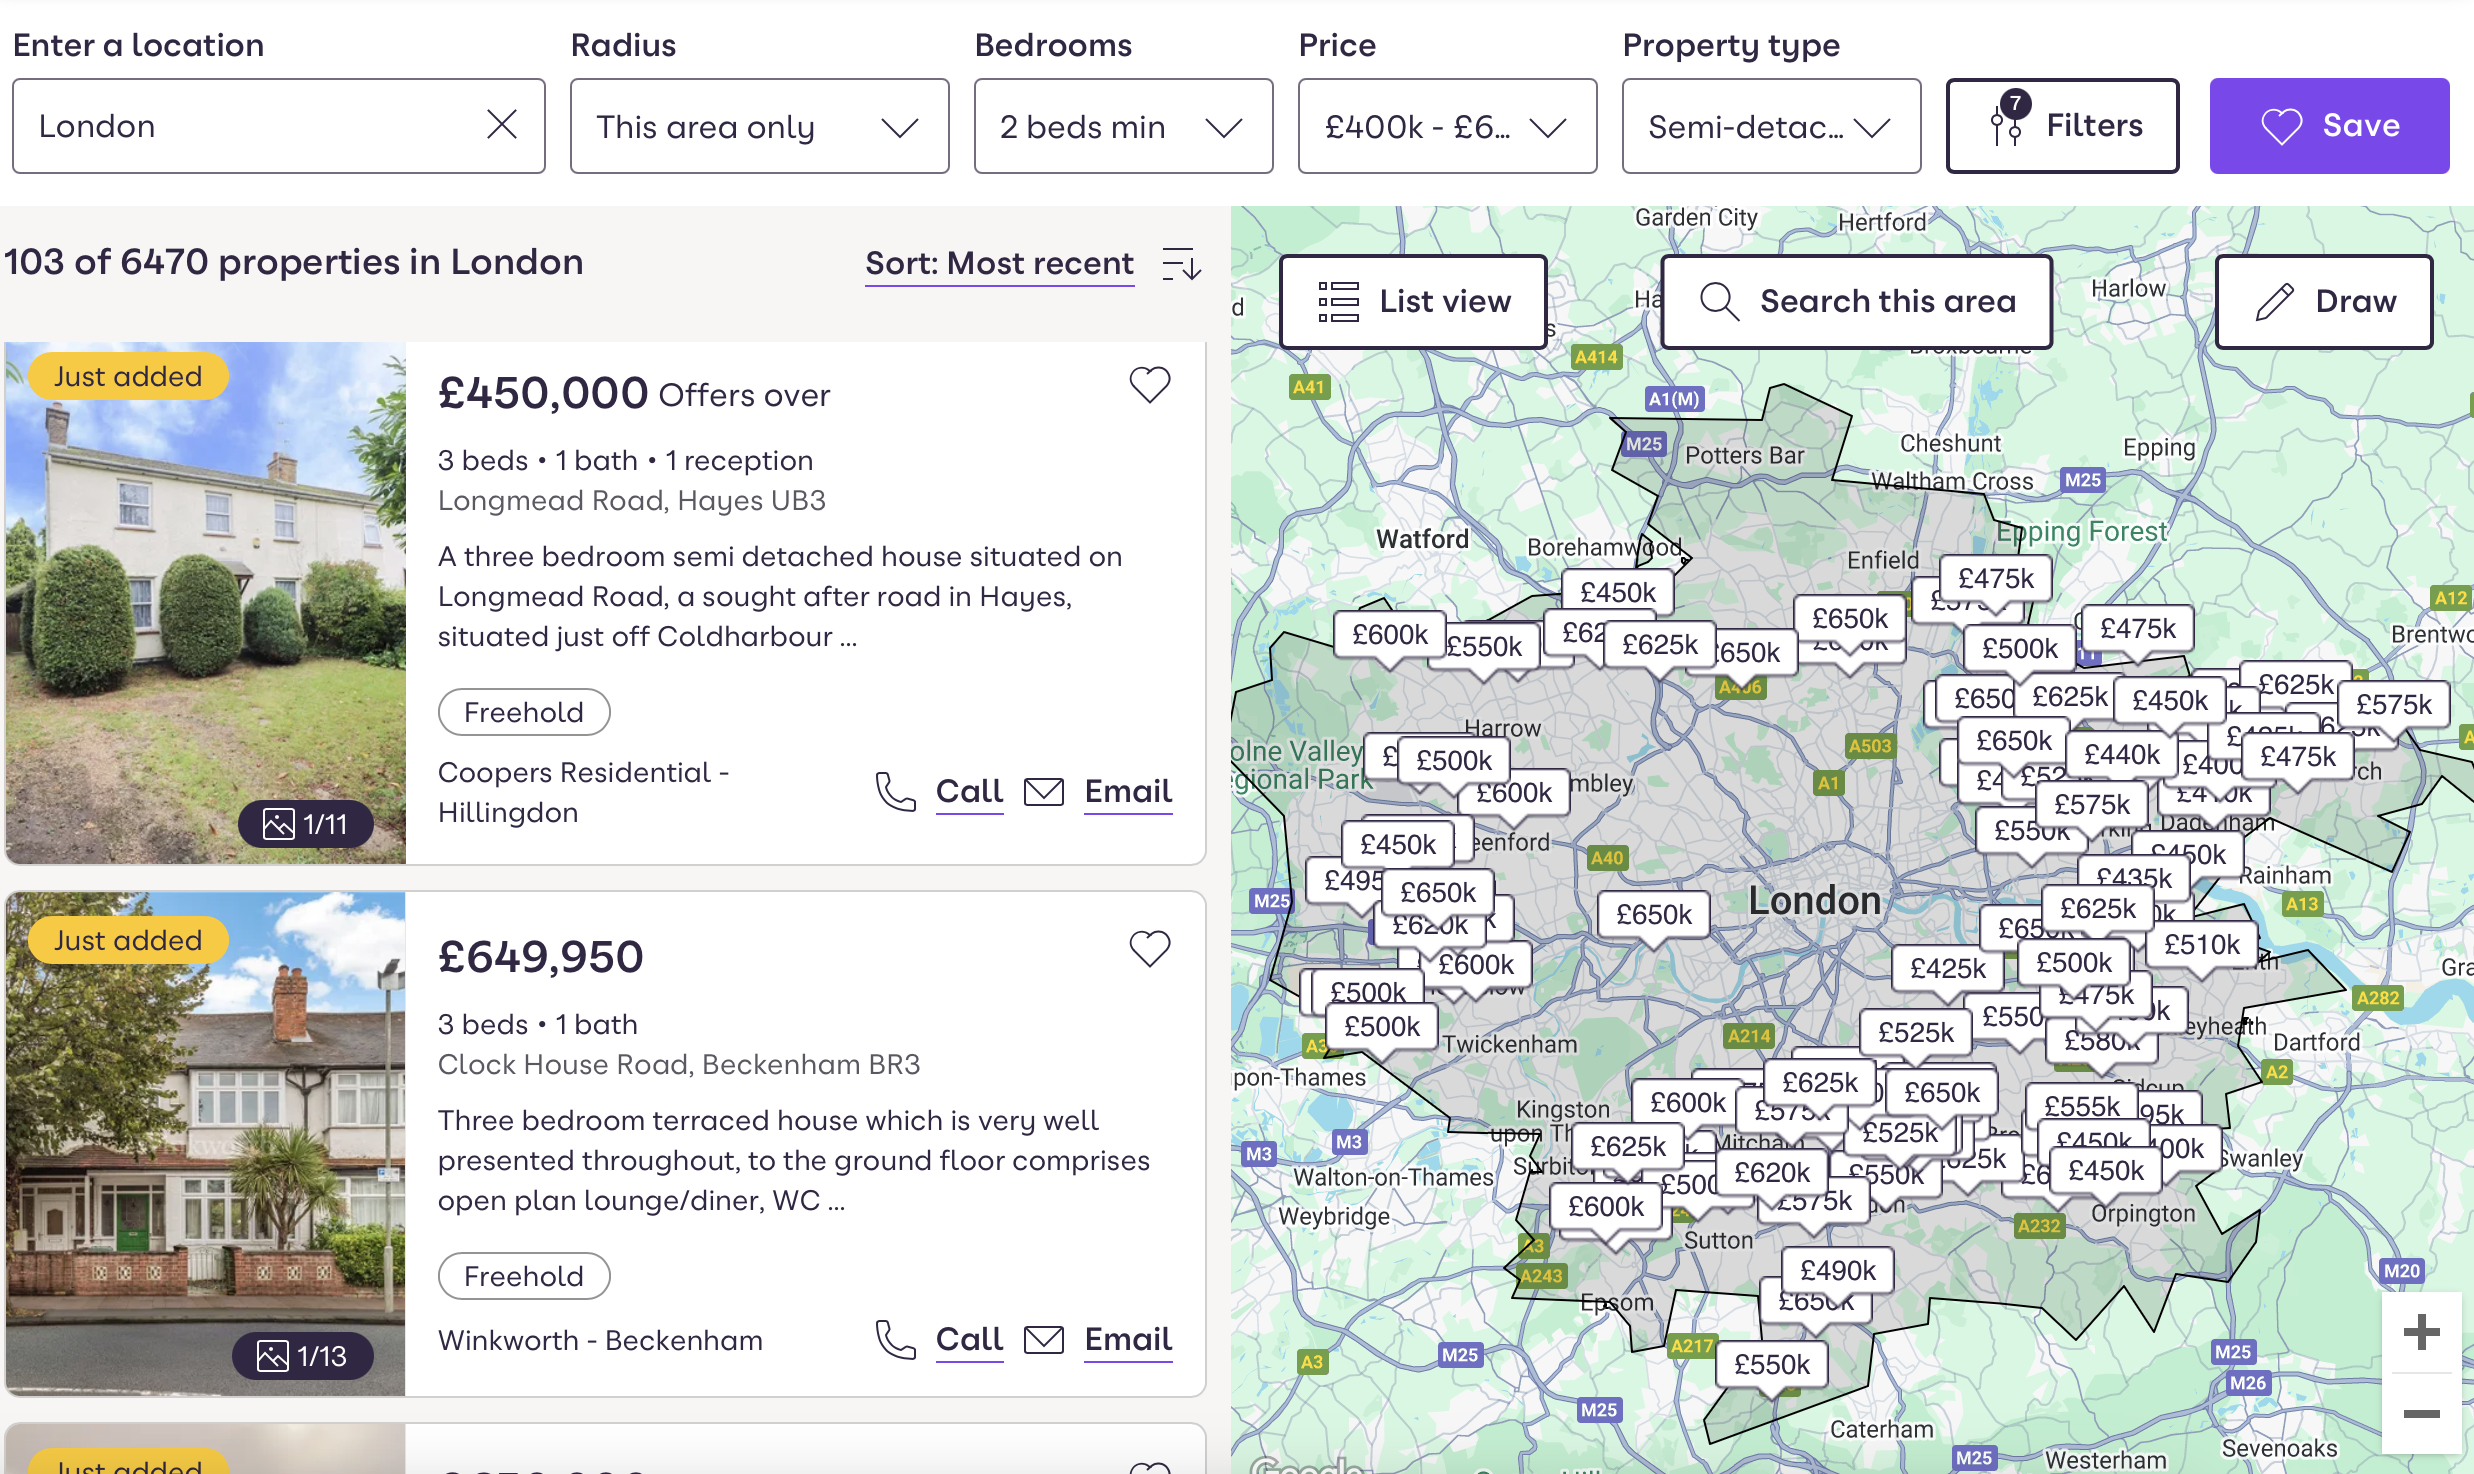 Enter a location
Radius
Bedrooms
Price
Property type
London
This area only
2 beds min
£400k - £6...
Semi-detac...
7
Filters
Save
103 of 6470 properties in London
Sort: Most recent
Just added
£450,000 Offers over
3 beds • 1 bath • 1 reception
Longmead Road, Hayes UB3
A three bedroom semi detached house situated on
Longmead Road, a sought after road in Hayes,
situated just off Coldharbour ...
Freehold
Coopers Residential -
Hillingdon
Call
Email
1/11
Just added
£649,950
3 beds • 1 bath
Clock House Road, Beckenham BR3
Three bedroom terraced house which is very well
presented throughout, to the ground floor comprises
open plan lounge/diner, WC ...
Freehold
Winkworth - Beckenham
Call
Email
1/13
Just added
List view
Search this area
Draw
Garden City
Hertford
Harlow
A414
A41
A1(M)
M25
Potters Bar
Cheshunt
Epping
Waltham Cross
M25
Watford
Borehamwood
Enfield
Epping Forest
A12
£475k
£450k
£650k
£475k
£600k
£550k
£625k
£650k
£500k
A406
£625k
£650
£625k
£450k
£575k
Harrow
£650k
£440k
£475k
A503
£500k
£600k
A1
£575k
£550k
£450k
A40
£450k
Rainham
£495
£650k
£435k
M25
London
A13
£650k
£625k
£620k
£510k
£600k
£425k
£500k
A282
£500k
£475k
£500k
£525k
£550
£580k
Twickenham
A214
Dartford
A2
Kingston
£600k
£625k
£650k
£575k
£555k
M3
M3
£625k
Mitcham
£525k
£450k
Walton-on-Thames
£620k
£550k
£450k
Swanley
Weybridge
£600k
£500
£575k
Orpington
Sutton
A232
A3
A243
£490k
£650k
M20
Epsom
A217
A3
M25
£550k
M25
M26
M25
Caterham
M25
Westerham
Sevenoaks
Google